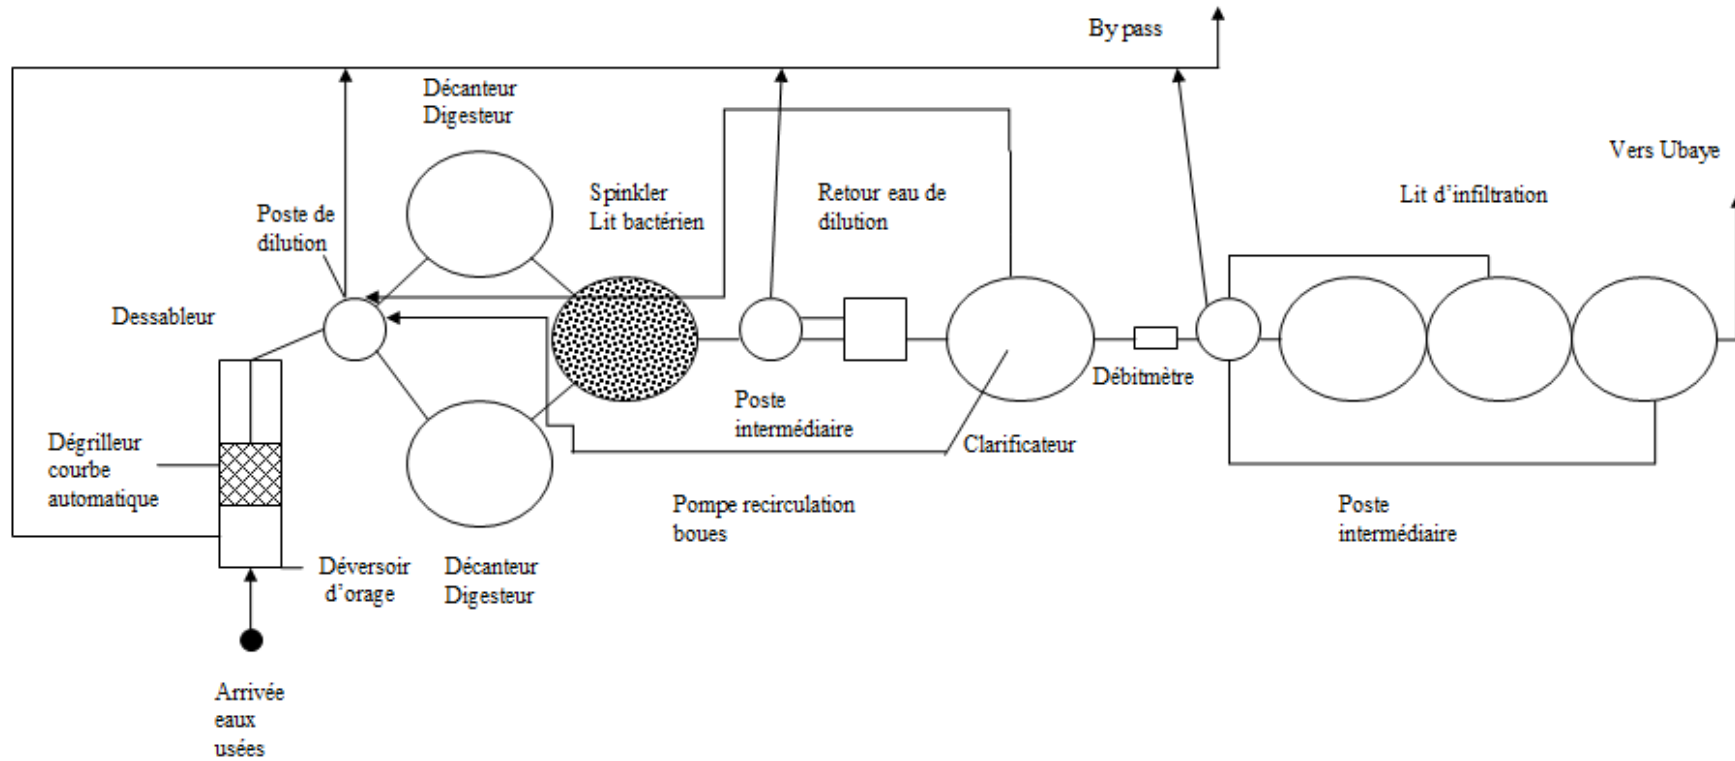 By pass
Décanteur
Digesteur
Vers Ubaye
Spinkler
Lit bactérien
Retour eau de
dilution
Lit d'infiltration
Poste de
dilution
Dessableur
Débitmètre
Poste
intermédiaire
Clarificateur
Dégrilleur
courbe
automatique
Pompe recirculation
boues
Poste
intermédiaire
Déversoir
d'orage
Décanteur
Digesteur
Arrivée
eaux
usées